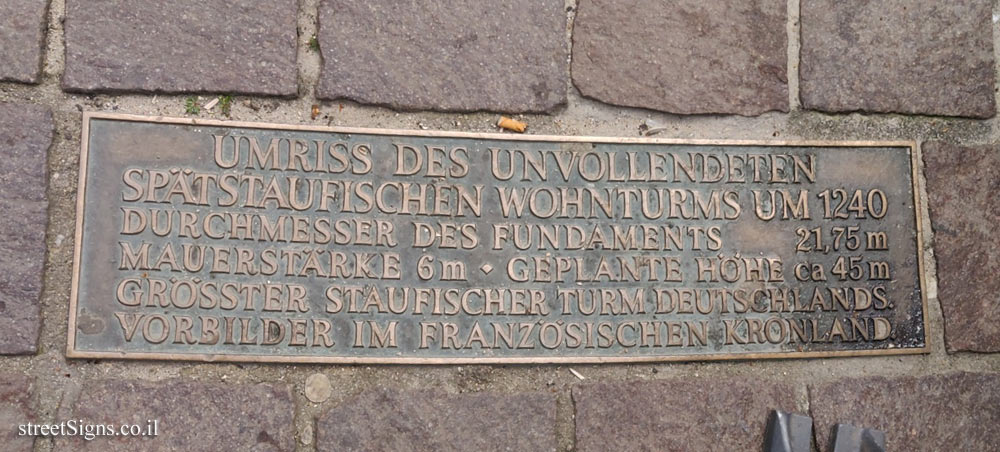 UMRISS DES UNVOLLENDETEN
SPÄTSTAUFISCHEN WOHNTURMS UM 1240
DURCHMESSER DES FUNDAMENTS 21,75 m
MAUERSTÄRKE 6 m · GEPLANTE HÖHE ca 45 m
GRÖSSTER STAUFISCHER TURM DEUTSCHLANDS.
VORBILDER IM FRANZÖSISCHEN KRONLAND.
streetSigns.co.il